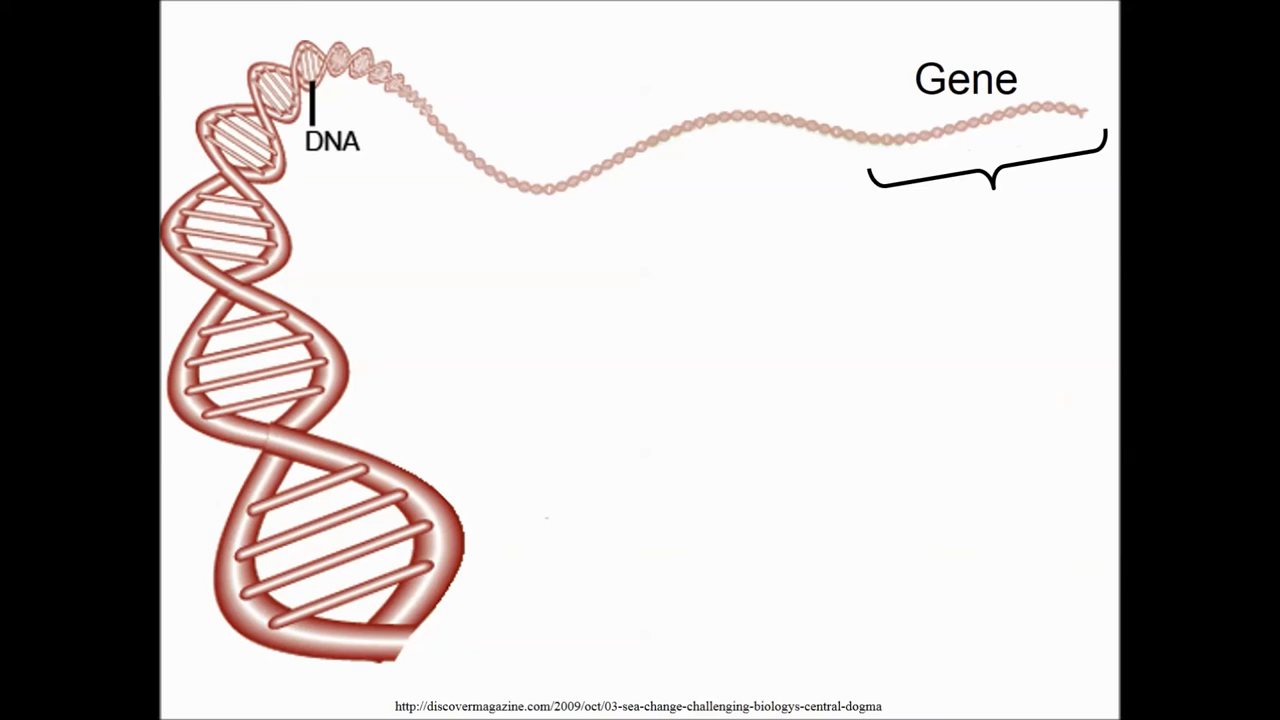 Gene
DNA
http://discovermagazine.com/2009/oct/03-sea-change-challenging-biologys-central-dogma